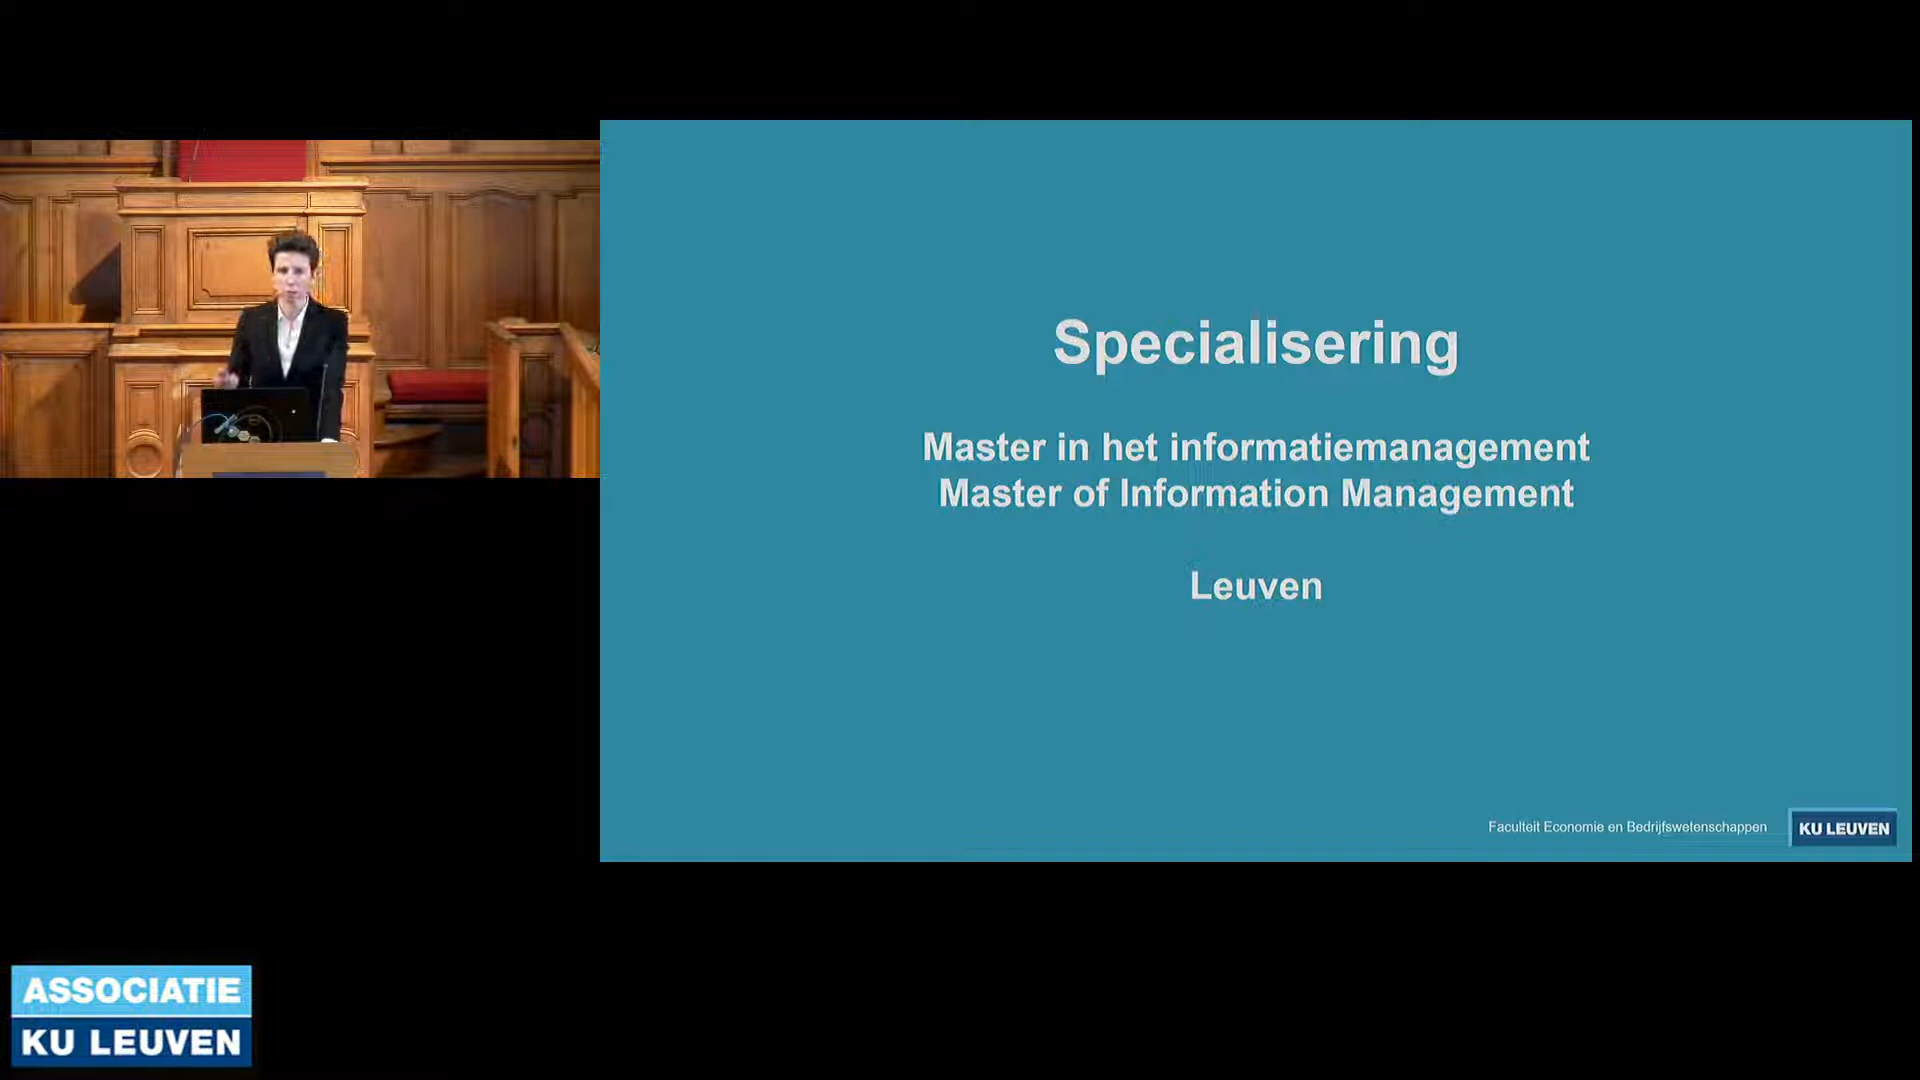 Specialisering
Master in het informatiemanagement
Master of Information Management
Leuven
Faculteit Economie en Bedrijfswetenschappen
KU LEUVEN
ASSOCIATIE
KU LEUVEN